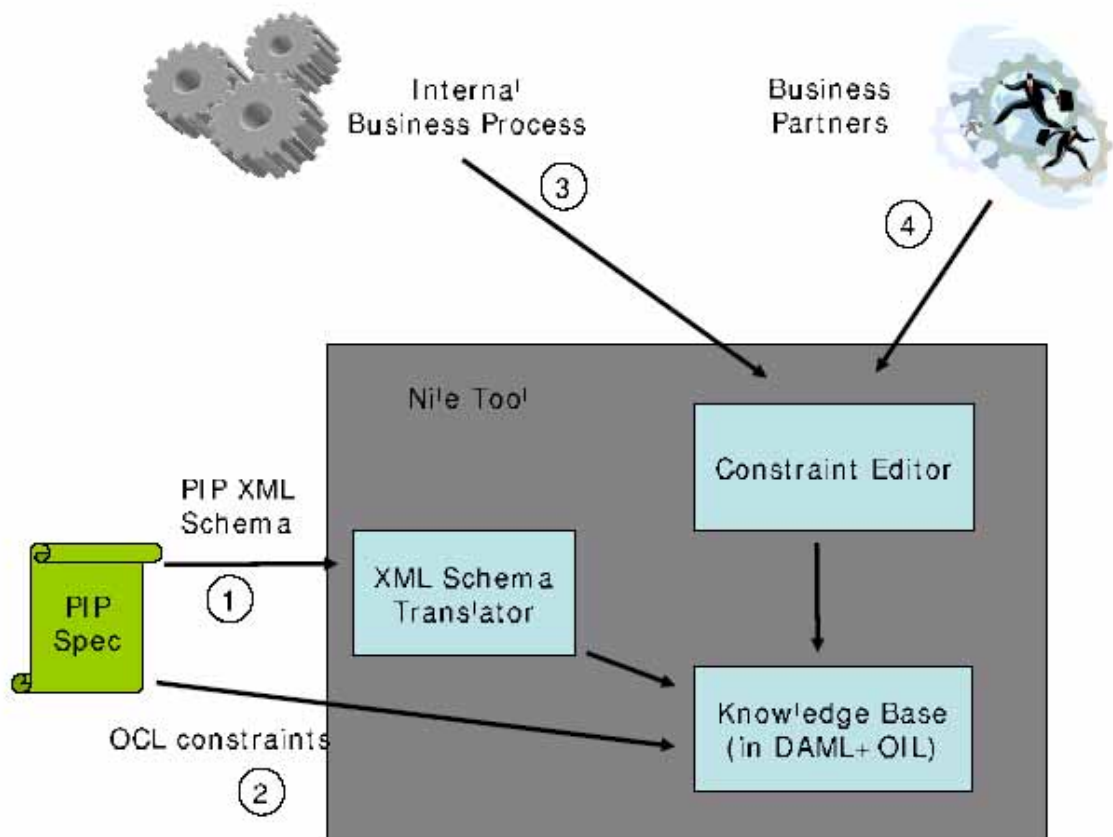 Internal
Business Process
Business
Partners
3
4
Nile Tool
Constraint Editor
PIP XML
Schema
1
XML Schema
Translator
PIP
Spec
Knowledge Base
(in DAML+ OIL)
OCL constraints
2